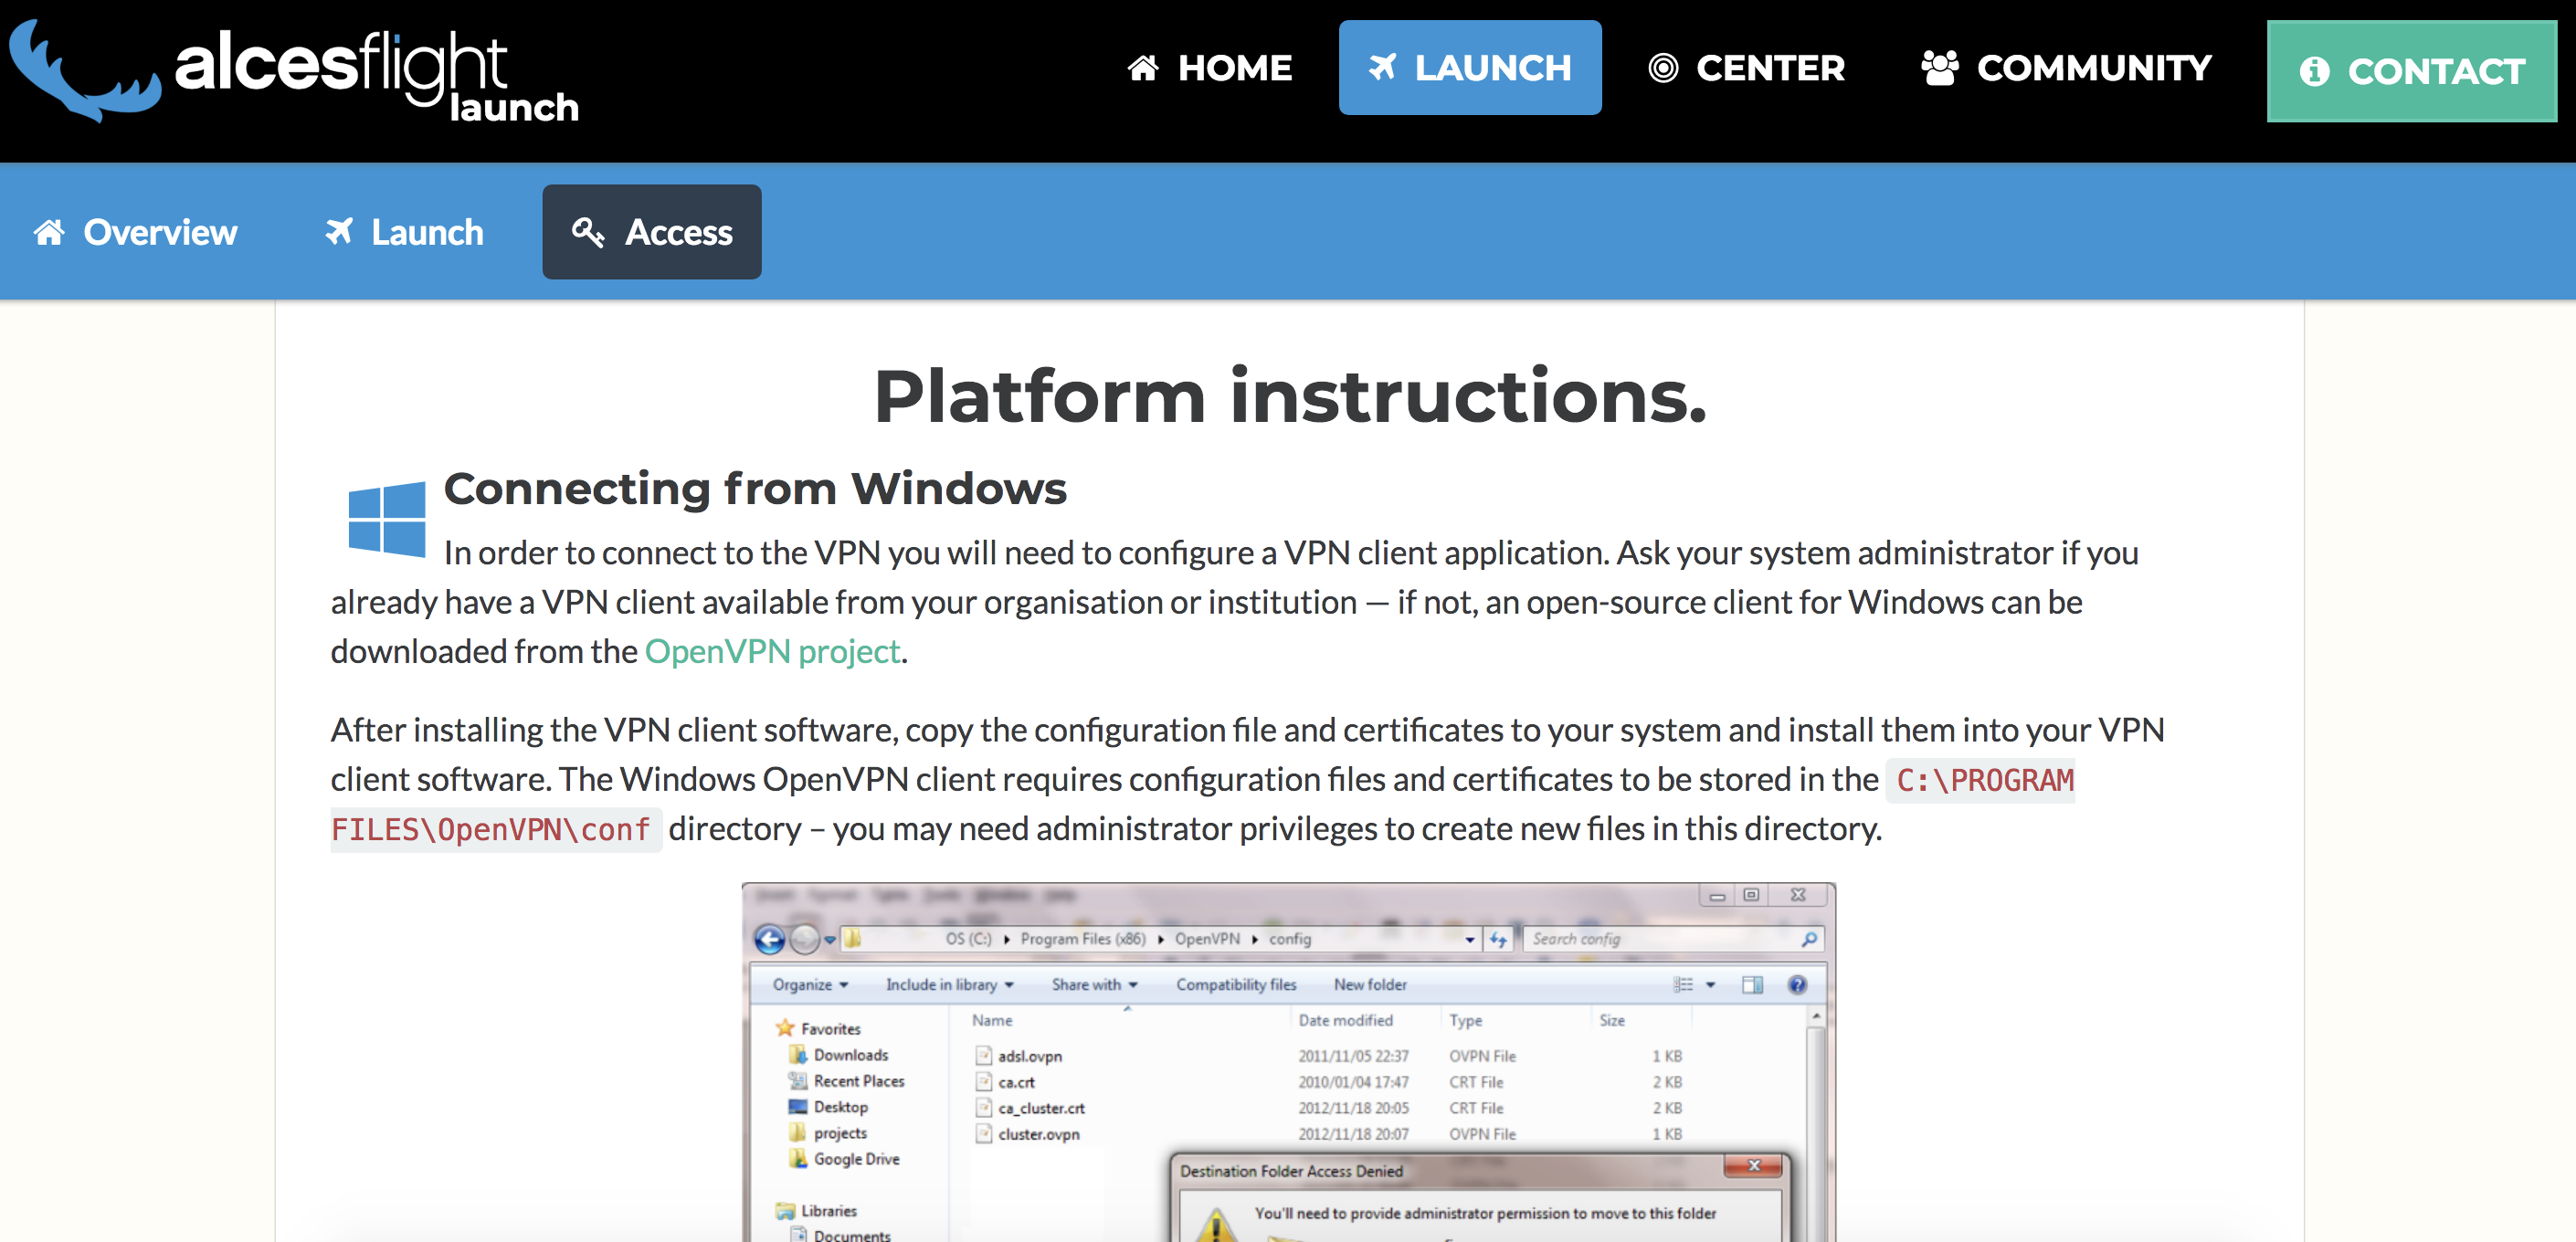 alcesflight
launch
HOME
LAUNCH
CENTER
COMMUNITY
CONTACT
Overview
Launch
Access
Platform instructions.
Connecting from Windows
In order to connect to the VPN you will need to configure a VPN client application. Ask your system administrator if you
already have a VPN client available from your organisation or institution — if not, an open-source client for Windows can be
downloaded from the OpenVPN project.
After installing the VPN client software, copy the configuration file and certificates to your system and install them into your VPN
client software. The Windows OpenVPN client requires configuration files and certificates to be stored in the C:\PROGRAM
FILES\OpenVPN\conf directory – you may need administrator privileges to create new files in this directory.
OS (C:) Program Files (x86) OpenVPN config
Search config
Organize Include in library Share with Compatibility files New folder
Name Date modified Type Size
Favorites
Downloads
Recent Places
Desktop
projects
Google Drive
Libraries
Documents
adsl.ovpn 2011/11/05 22:37 OVPN File 1 KB
ca.crt 2010/01/04 17:47 CRT File 2 KB
ca_cluster.crt 2012/11/18 20:05 CRT File 2 KB
cluster.ovpn 2012/11/18 20:07 OVPN File 1 KB
Destination Folder Access Denied
You'll need to provide administrator permission to move to this folder